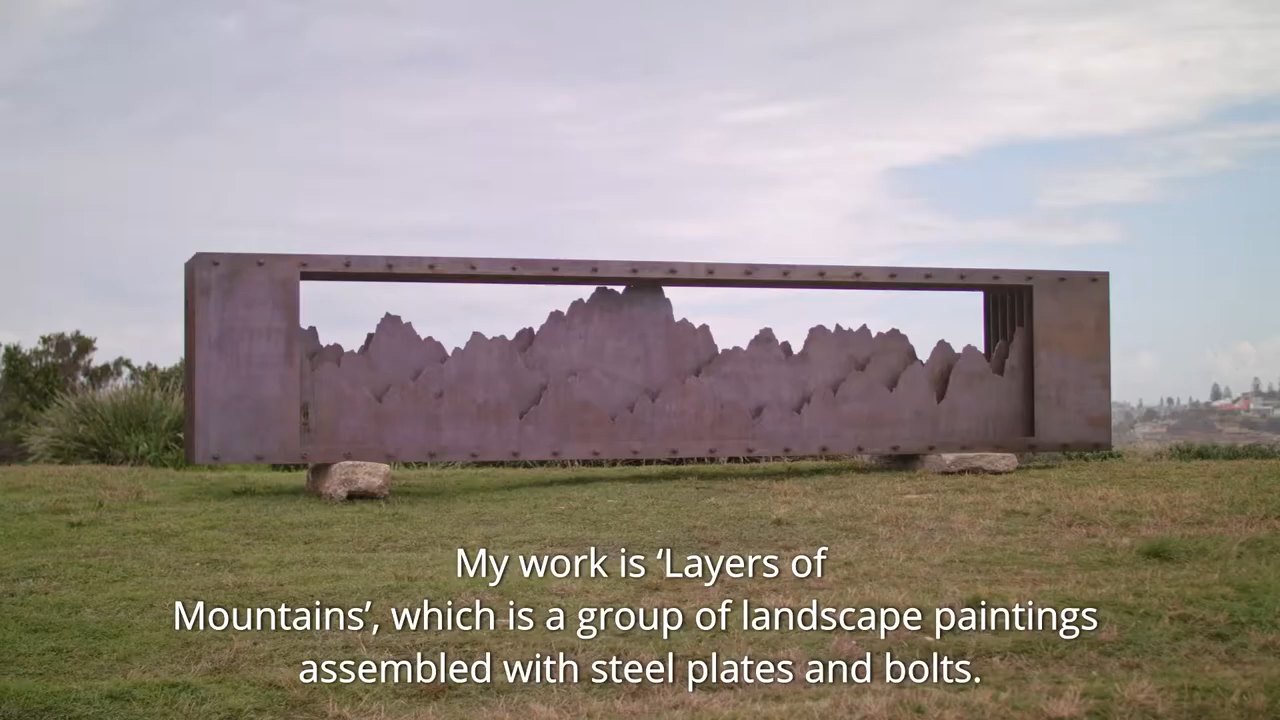 My work is ‘Layers of
Mountains’, which is a group of landscape paintings
assembled with steel plates and bolts.